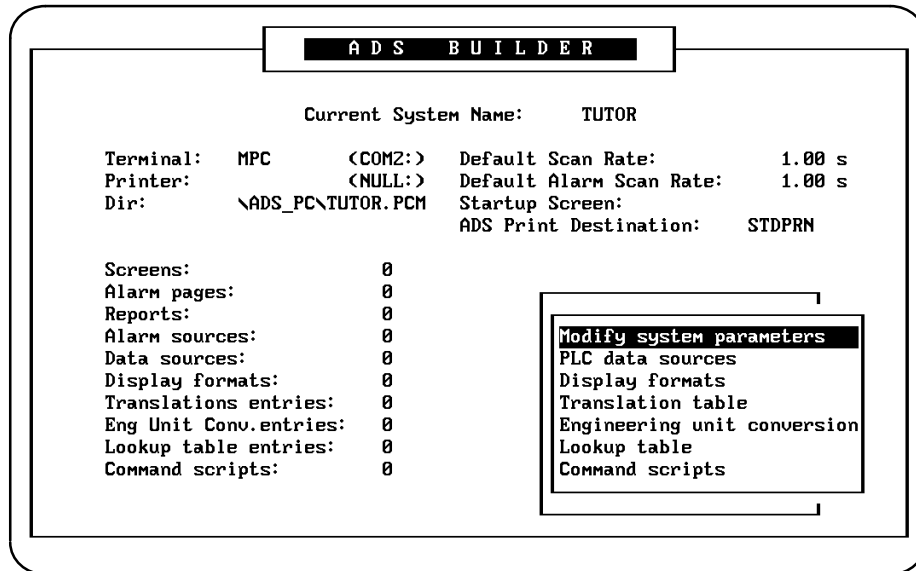 ADS BUILDER
Current System Name: TUTOR
Terminal: MPC (COM2:) Default Scan Rate: 1.00 s
Printer: (NULL:) Default Alarm Scan Rate: 1.00 s
Dir: \ADS_PC\TUTOR.PCM Startup Screen:
ADS Print Destination: STDPRN
Screens: 0
Alarm pages: 0
Reports: 0
Alarm sources: 0
Data sources: 0
Display formats: 0
Translations entries: 0
Eng Unit Conv.entries: 0
Lookup table entries: 0
Command scripts: 0
Modify system parameters
PLC data sources
Display formats
Translation table
Engineering unit conversion
Lookup table
Command scripts